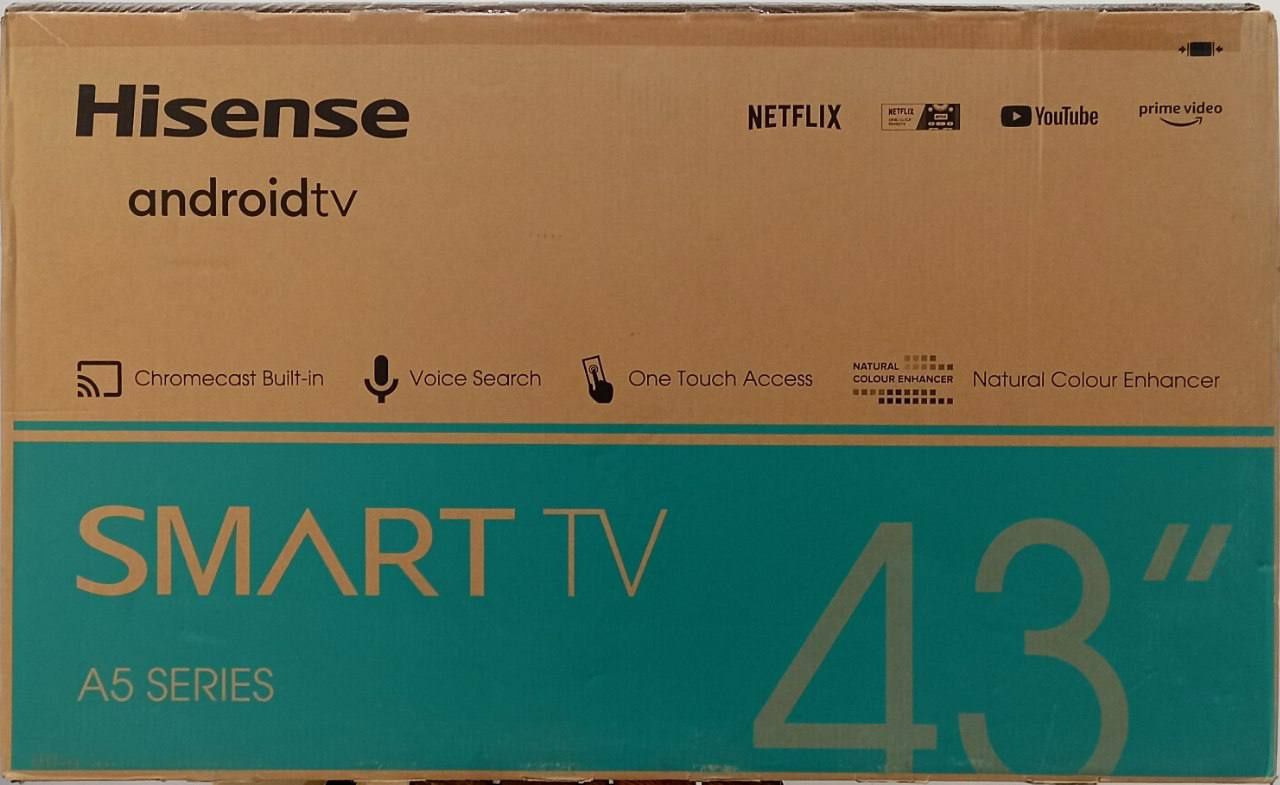 Hisense
androidtv
NETFLIX
NETFLIX
YouTube
prime video
Chromecast Built-in
Voice Search
One Touch Access
NATURAL
COLOUR ENHANCER
Natural Colour Enhancer
SMART TV
A5 SERIES
43"